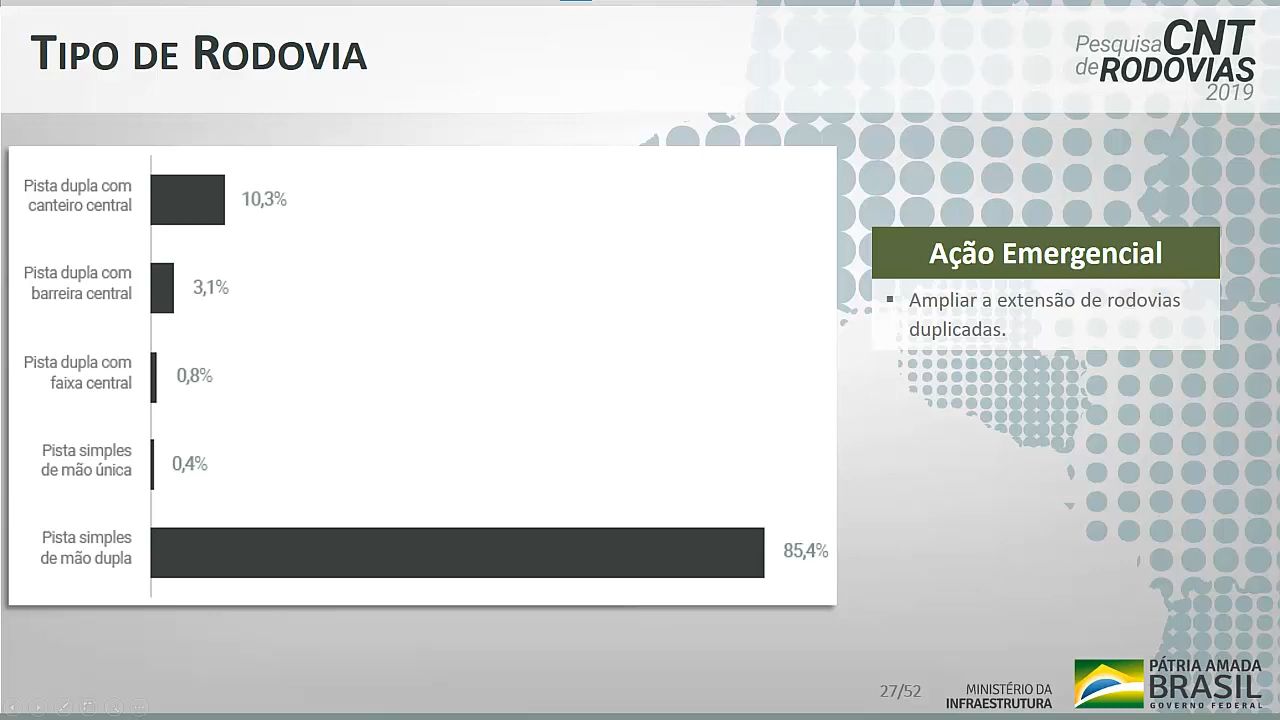 TIPO DE RODOVIA
Pesquisa CNT
de RODOVIAS
2019
Pista dupla com
canteiro central
10,3%
Pista dupla com
barreira central
3,1%
Pista dupla com
faixa central
0,8%
Pista simples
de mão única
0,4%
Pista simples
de mão dupla
85,4%
Ação Emergencial
▪ Ampliar a extensão de rodovias
duplicadas.
27/52
MINISTÉRIO DA
INFRAESTRUTURA
PÁTRIA AMADA
BRASIL
GOVERNO FEDERAL